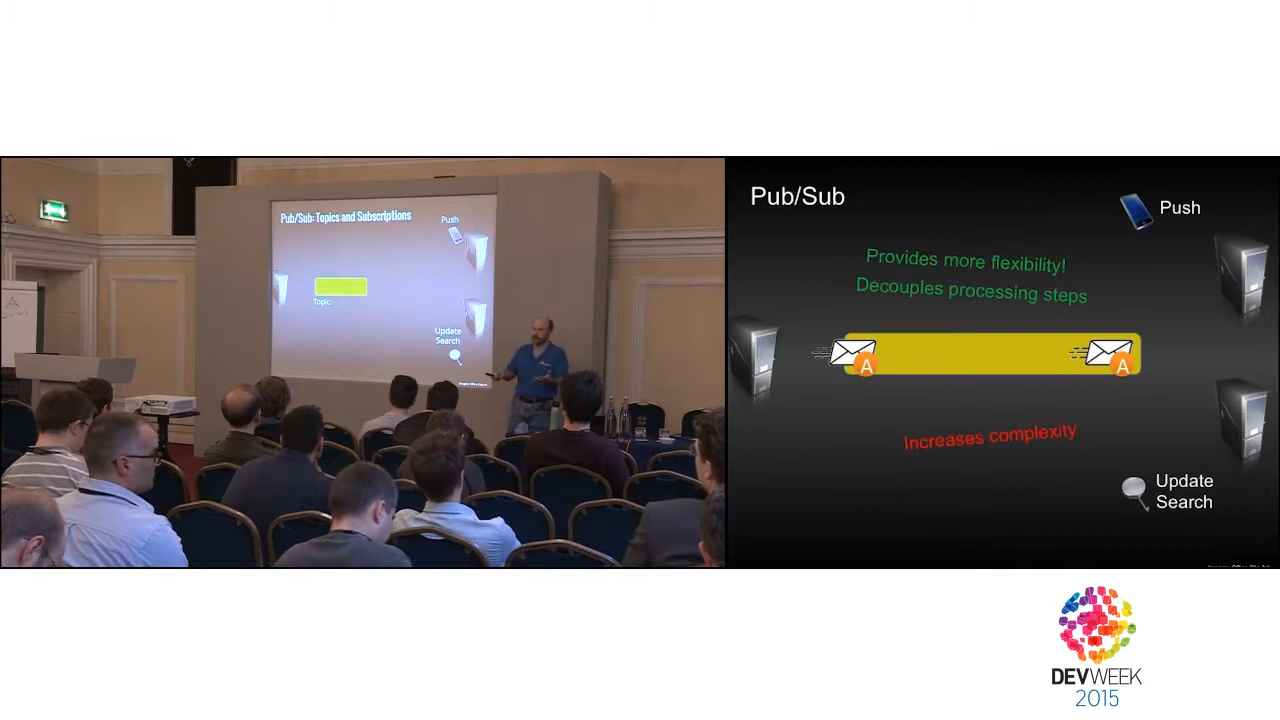 Pub/Sub: Topics and Subscriptions
Push
Topic
Update
Search
Pub/Sub
Push
Provides more flexibility!
Decouples processing steps
A
A
Increases complexity
Update
Search
DEVWEEK
2015